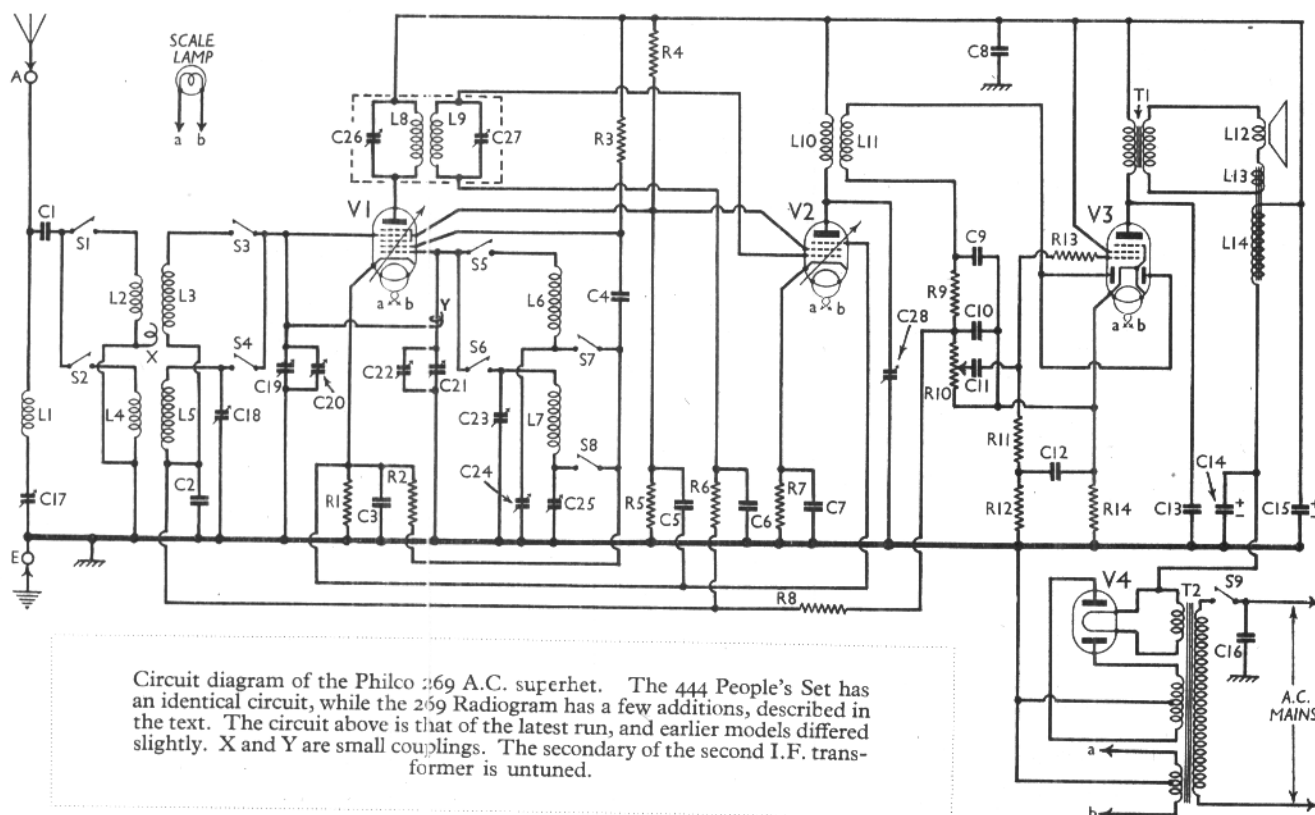 A
SCALE
LAMP
a b
C1
S1
S2
L1
C17
E
L2
L3
X
L4
L5
C2
S3
S4
C18
C19
C20
C26
L8
L9
C27
V1
a b
Y
R1
C3
R2
C22
C21
S5
S6
L6
S7
C23
L7
S8
C24
C25
R3
R4
C4
R5
C5
R6
C6
R7
C7
R8
V2
a b
L10
L11
C28
C8
C9
R9
C10
R10
C11
R11
C12
R12
R13
R14
V3
a b
T1
L12
L13
L14
C13
C14
+
−
C15
+
−
V4
T2
S9
C16
A.C.
MAINS
a
b
Circuit diagram of the Philco 269 A.C. superhet. The 444 People's Set has
an identical circuit, while the 269 Radiogram has a few additions, described in
the text. The circuit above is that of the latest run, and earlier models differed
slightly. X and Y are small couplings. The secondary of the second I.F. trans-
former is untuned.